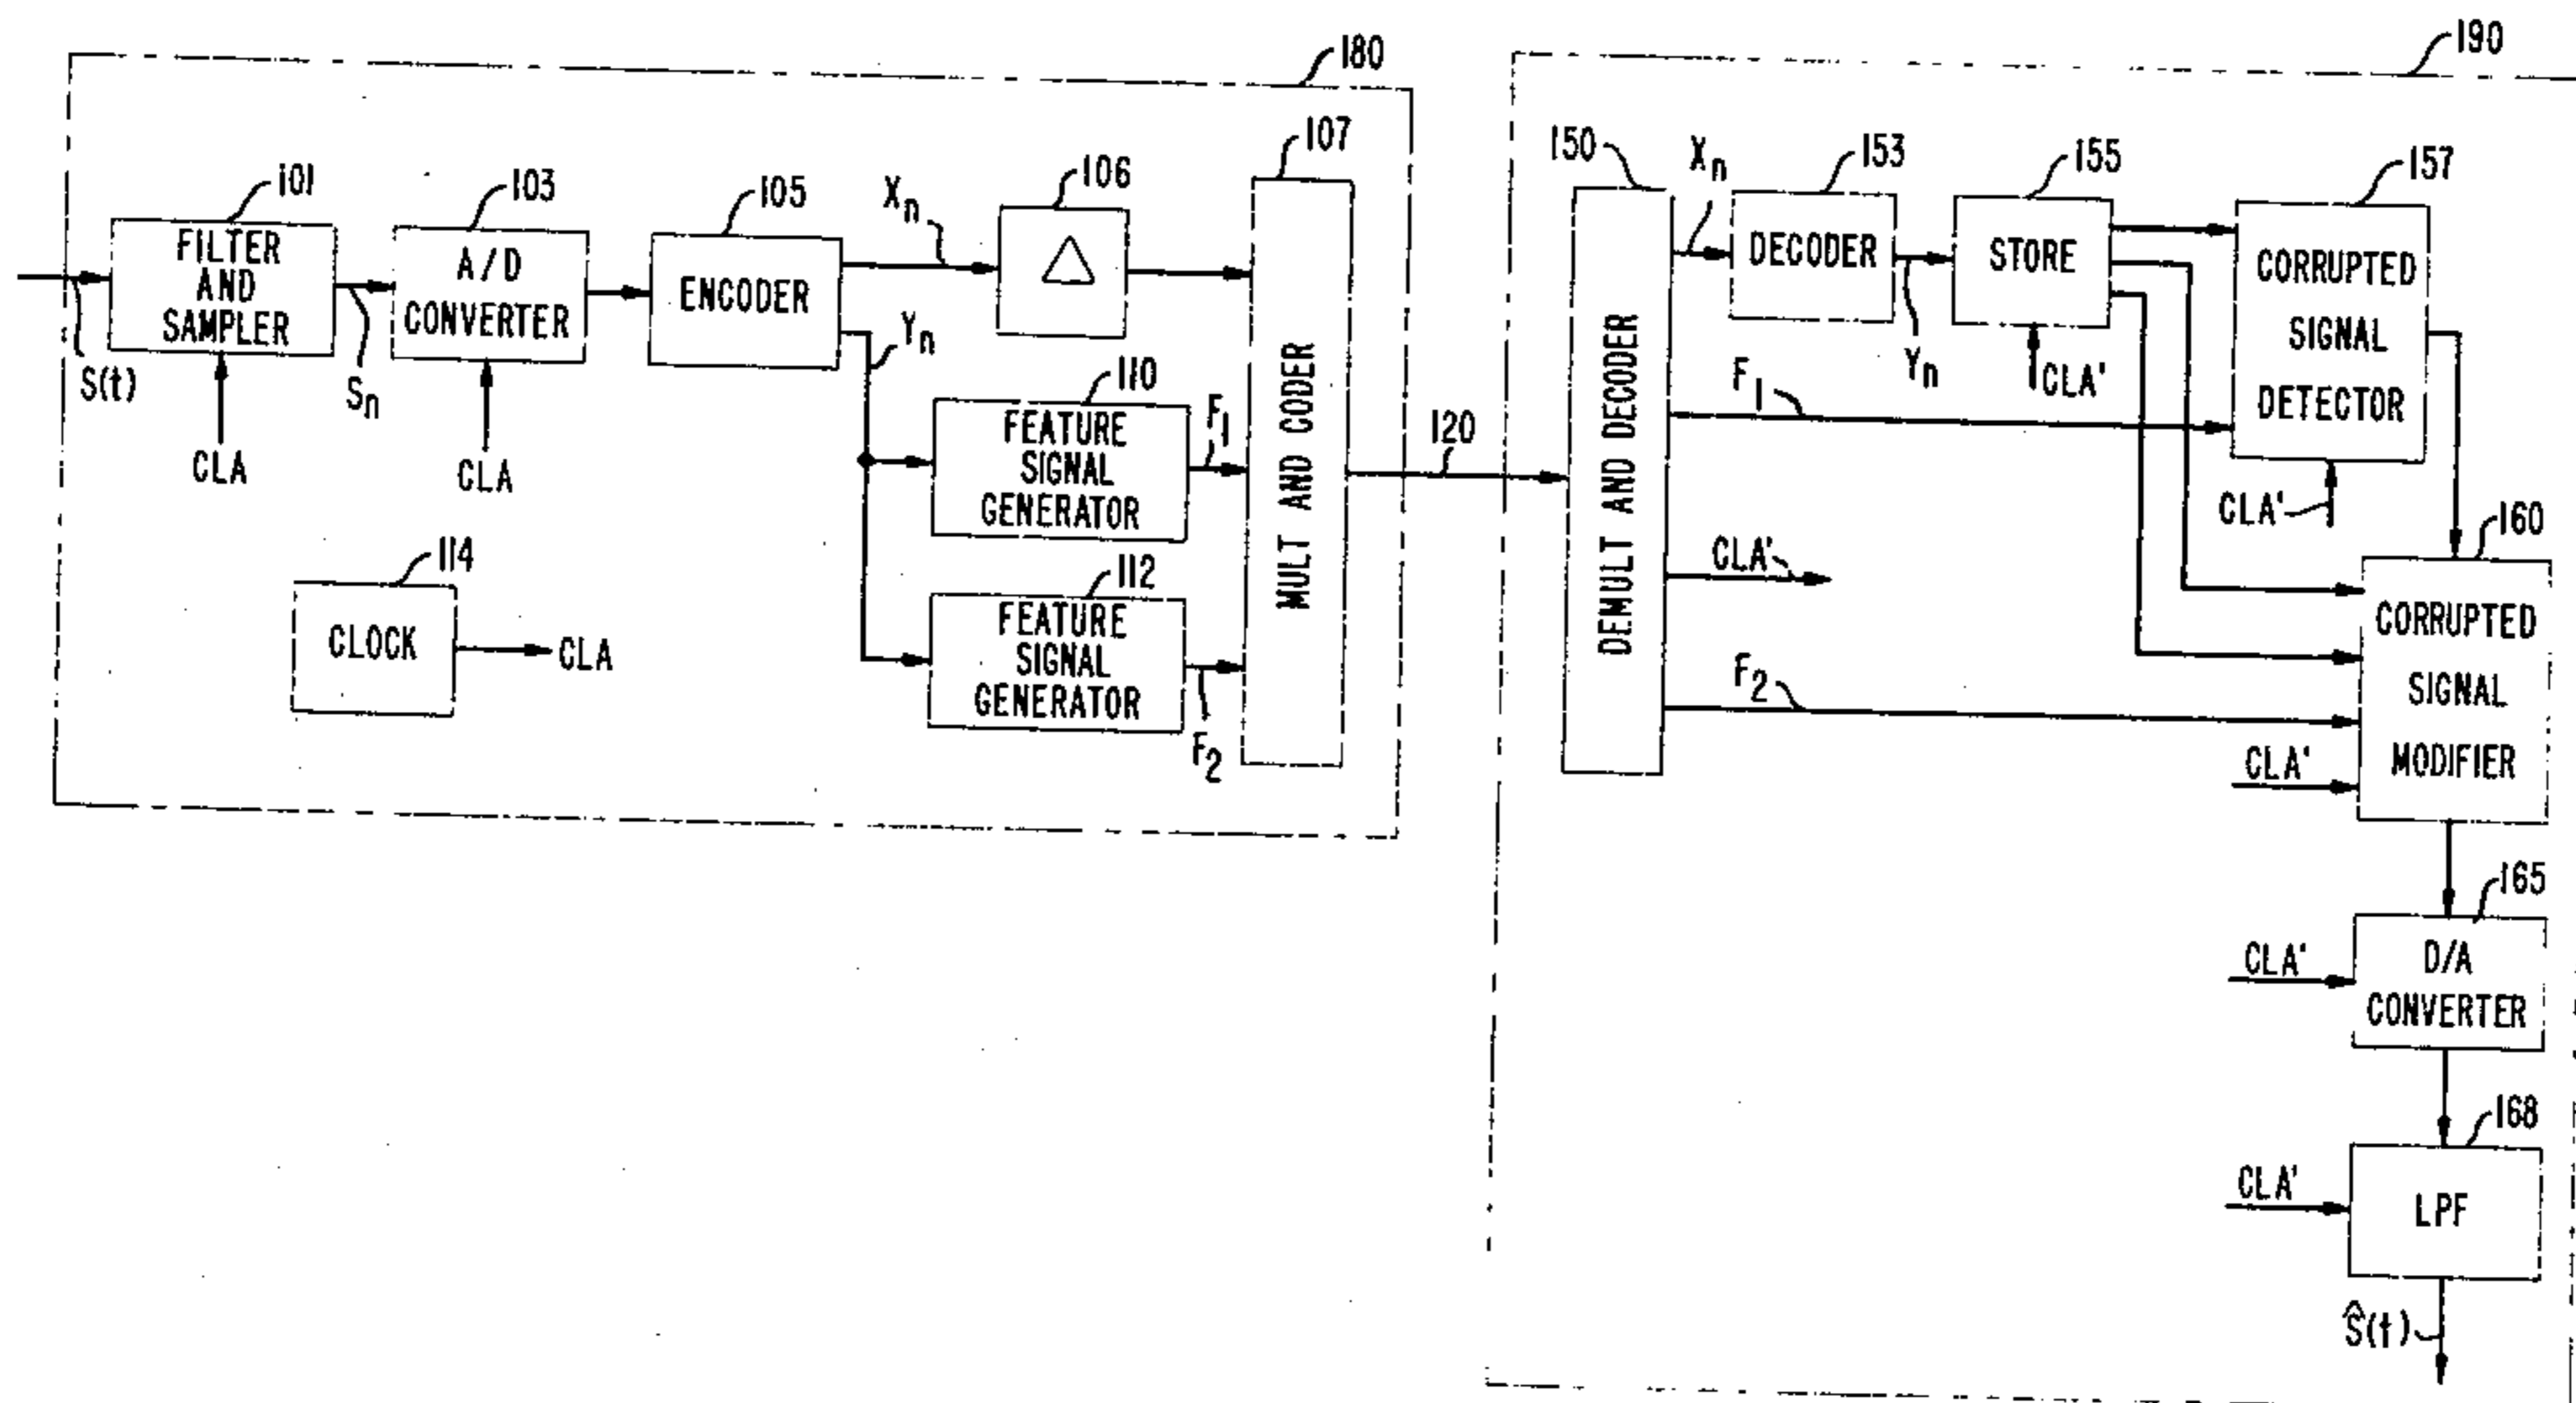 180
190
101
FILTER
AND
SAMPLER
S(t)
CLA
Sn
103
A/D
CONVERTER
CLA
105
ENCODER
Xn
Yn
106
△
107
MULT AND CODER
110
FEATURE
SIGNAL
GENERATOR
F1
112
FEATURE
SIGNAL
GENERATOR
F2
114
CLOCK
CLA
120
150
DEMULT AND DECODER
Xn
153
DECODER
Yn
155
STORE
CLA'
157
CORRUPTED
SIGNAL
DETECTOR
CLA'
F1
CLA'
F2
160
CORRUPTED
SIGNAL
MODIFIER
CLA'
165
D/A
CONVERTER
CLA'
168
LPF
CLA'
Ŝ(t)